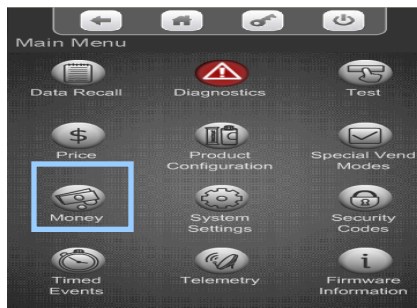 Main Menu
Data Recall
Diagnostics
Test
$
Price
Product
Configuration
Special Vend
Modes
Money
System
Settings
Security
Codes
Timed
Events
Telemetry
i
Firmware
Information